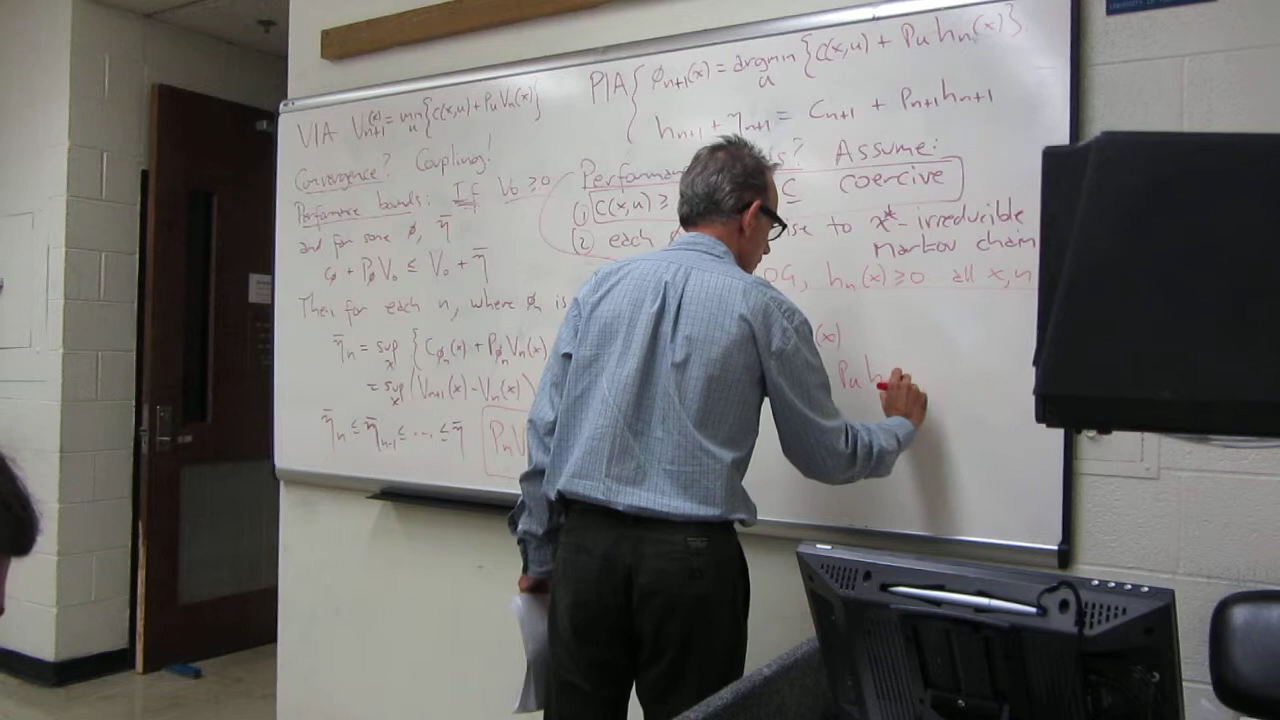 VIA V_{n+1}(x) = min_u {c(x,u) + P_u V_n(x)}
Convergence? Coupling!
Performance bounds: If V_0 ≥ 0
and for some ϕ, η̄
c_ϕ + P_ϕ V_0 ≤ V_0 + η̄
Then for each n, where ϕ_n is
η̄_n = sup_x { C_{ϕ_n}(x) + P_{ϕ_n} V_n(x)
= sup_x (V_{n+1}(x) - V_n(x))
η̄_n ≤ η̄_{n-1} ≤ ... ≤ η̄
P_n V
PIA { ϕ_{n+1}(x) = argmin_u {c(x,u) + P_u h_n(x)}
h_{n+1} + η_{n+1} = C_{n+1} + P_{n+1} h_{n+1}
? Assume:
(1) C(x,u) ≥ C coercive
(2) each to x*-irreducible
Markov chain
OG, h_n(x) ≥ 0 all x,n
(x)
P_u h